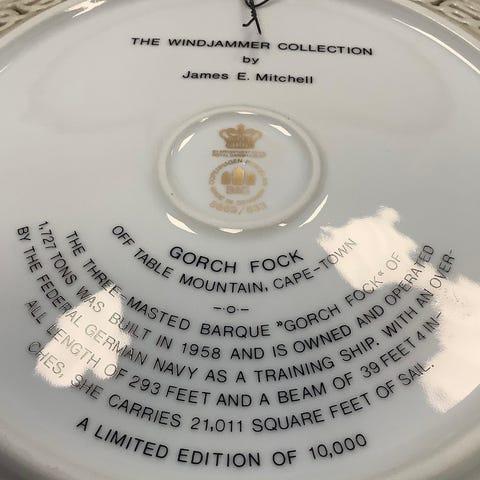 THE WINDJAMMER COLLECTION
by
James E. Mitchell
B&G
GORCH FOCK
OFF TABLE MOUNTAIN, CAPE-TOWN
-o-
THE THREE-MASTED BARQUE »GORCH FOCK« OF
1,727 TONS WAS BUILT IN 1958 AND IS OWNED AND OPERATED
BY THE FEDERAL GERMAN NAVY AS A TRAINING SHIP. WITH AN OVER-
ALL LENGTH OF 293 FEET AND A BEAM OF 39 FEET 4 IN-
CHES, SHE CARRIES 21,011 SQUARE FEET OF SAIL.
A LIMITED EDITION OF 10,000